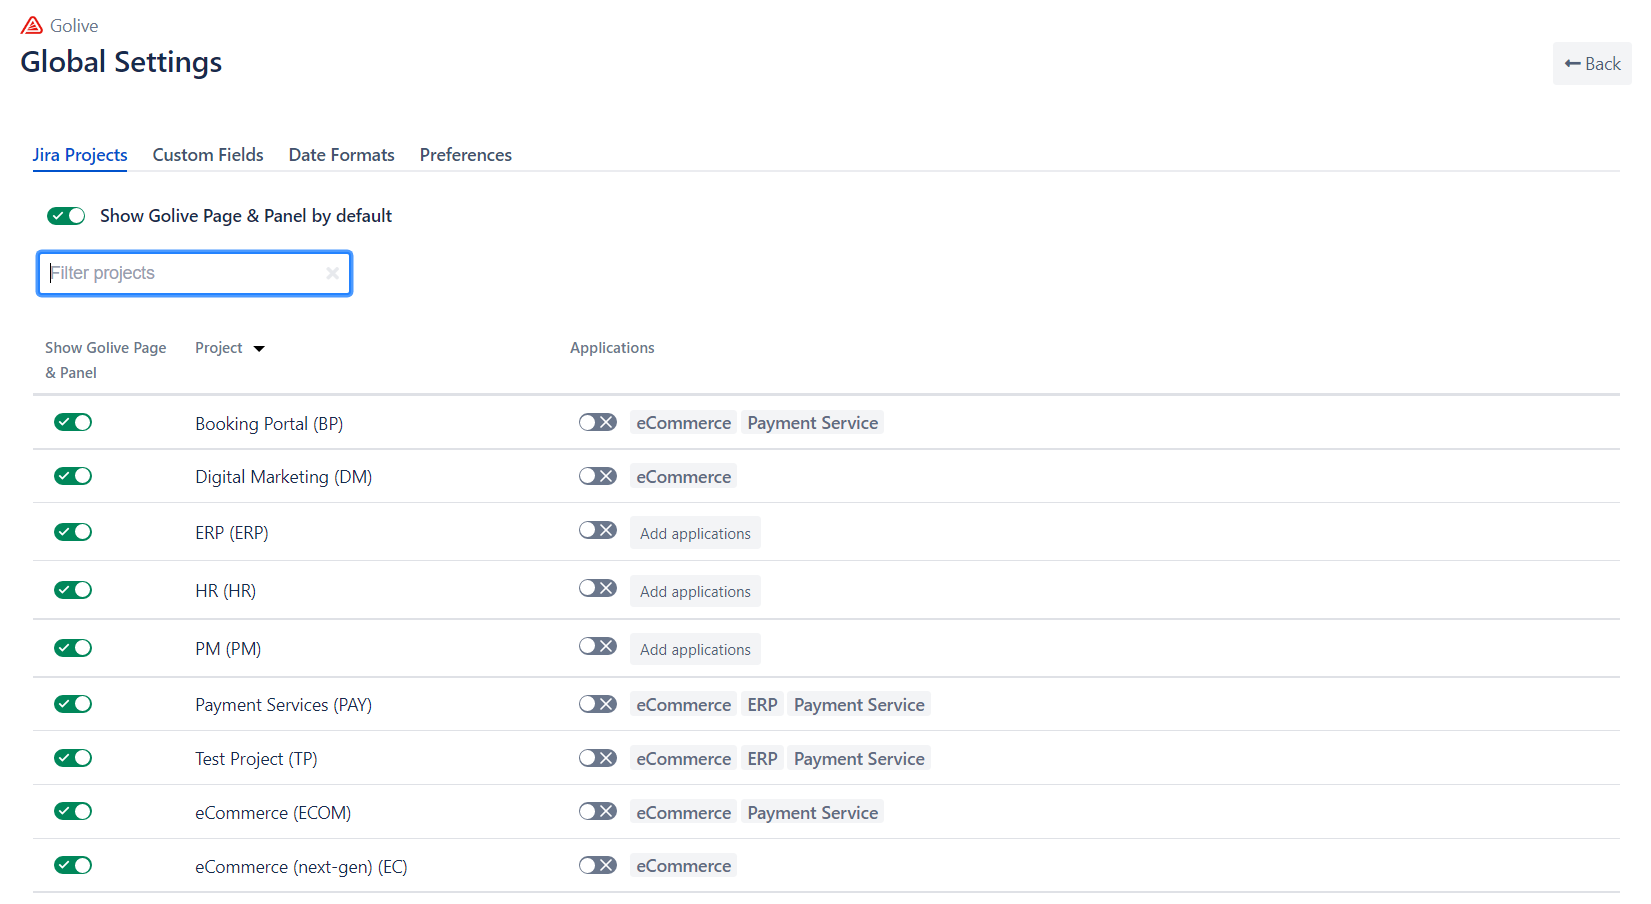 Golive
Global Settings
Back
Jira Projects Custom Fields Date Formats Preferences
Show Golive Page & Panel by default
Filter projects
Show Golive Page & Panel Project Applications
Booking Portal (BP) eCommerce Payment Service
Digital Marketing (DM) eCommerce
ERP (ERP) Add applications
HR (HR) Add applications
PM (PM) Add applications
Payment Services (PAY) eCommerce ERP Payment Service
Test Project (TP) eCommerce ERP Payment Service
eCommerce (ECOM) eCommerce Payment Service
eCommerce (next-gen) (EC) eCommerce